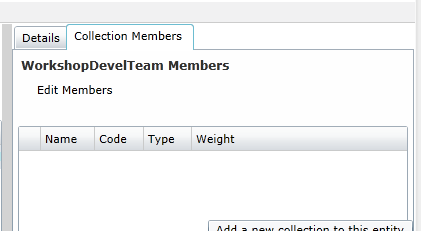 Details Collection Members
WorkshopDevelTeam Members
Edit Members
Name Code Type Weight
Add a new collection to this entity